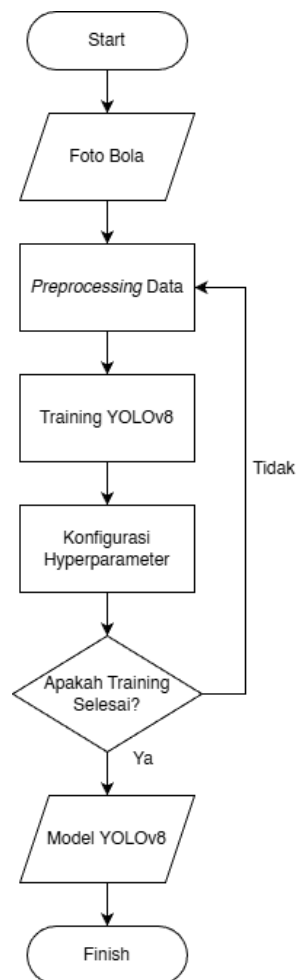 Start
Foto Bola
Preprocessing Data
Training YOLOv8
Tidak
Konfigurasi
Hyperparameter
Apakah Training
Selesai?
Ya
Model YOLOv8
Finish